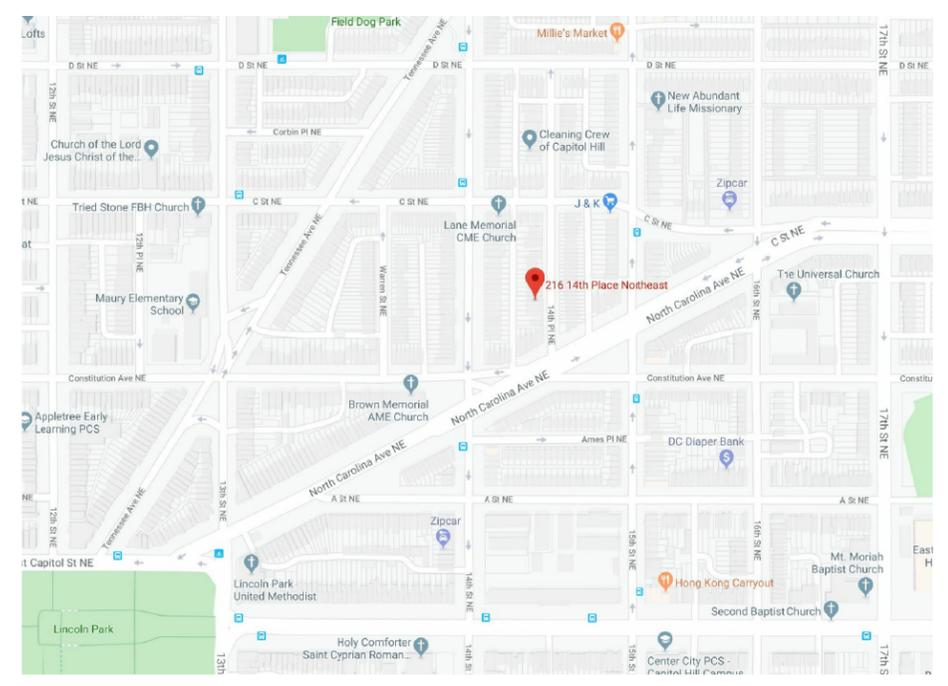 Field Dog Park
Lofts
Tennessee Ave NE
Millie's Market
17th St NE
D St NE
D St NE
D St NE
D St NE
D St NE
12th St NE
New Abundant
Life Missionary
Corbin Pl NE
Church of the Lord
Jesus Christ of the...
Cleaning Crew
of Capitol Hill
Zipcar
t NE
Tried Stone FBH Church
C St NE
C St NE
J & K
Lane Memorial
CME Church
C St NE
C St NE
at
12th Pl NE
Tennessee Ave NE
Warren St NE
216 14th Place Northeast
The Universal Church
North Carolina Ave NE
16th St NE
Maury Elementary
School
14th Pl NE
Constitution Ave NE
Constitution Ave NE
Constitu
Brown Memorial
AME Church
North Carolina Ave NE
Appletree Early
Learning PCS
17th St NE
Ames Pl NE
DC Diaper Bank
North Carolina Ave NE
NE
A St NE
A St NE
A St NE
13th St NE
12th St NE
Tennessee Ave NE
Zipcar
15th St NE
16th St NE
t Capitol St NE
East
H
Lincoln Park
United Methodist
14th St NE
Hong Kong Carryout
Mt. Moriah
Baptist Church
Second Baptist Church
Lincoln Park
Holy Comforter
Saint Cyprian Roman...
13th
14th St
15th St
17th S
Center City PCS -
Capitol Hill Campus